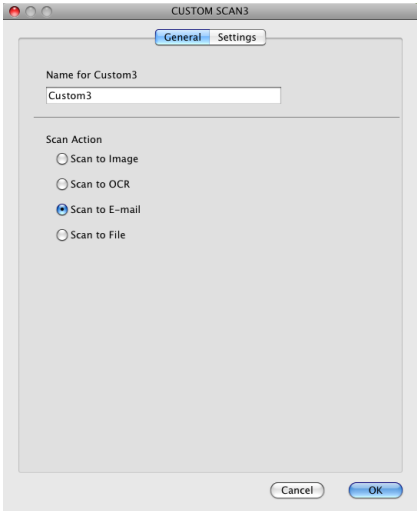 CUSTOM SCAN3
General Settings
Name for Custom3
Custom3
Scan Action
Scan to Image
Scan to OCR
Scan to E-mail
Scan to File
Cancel OK